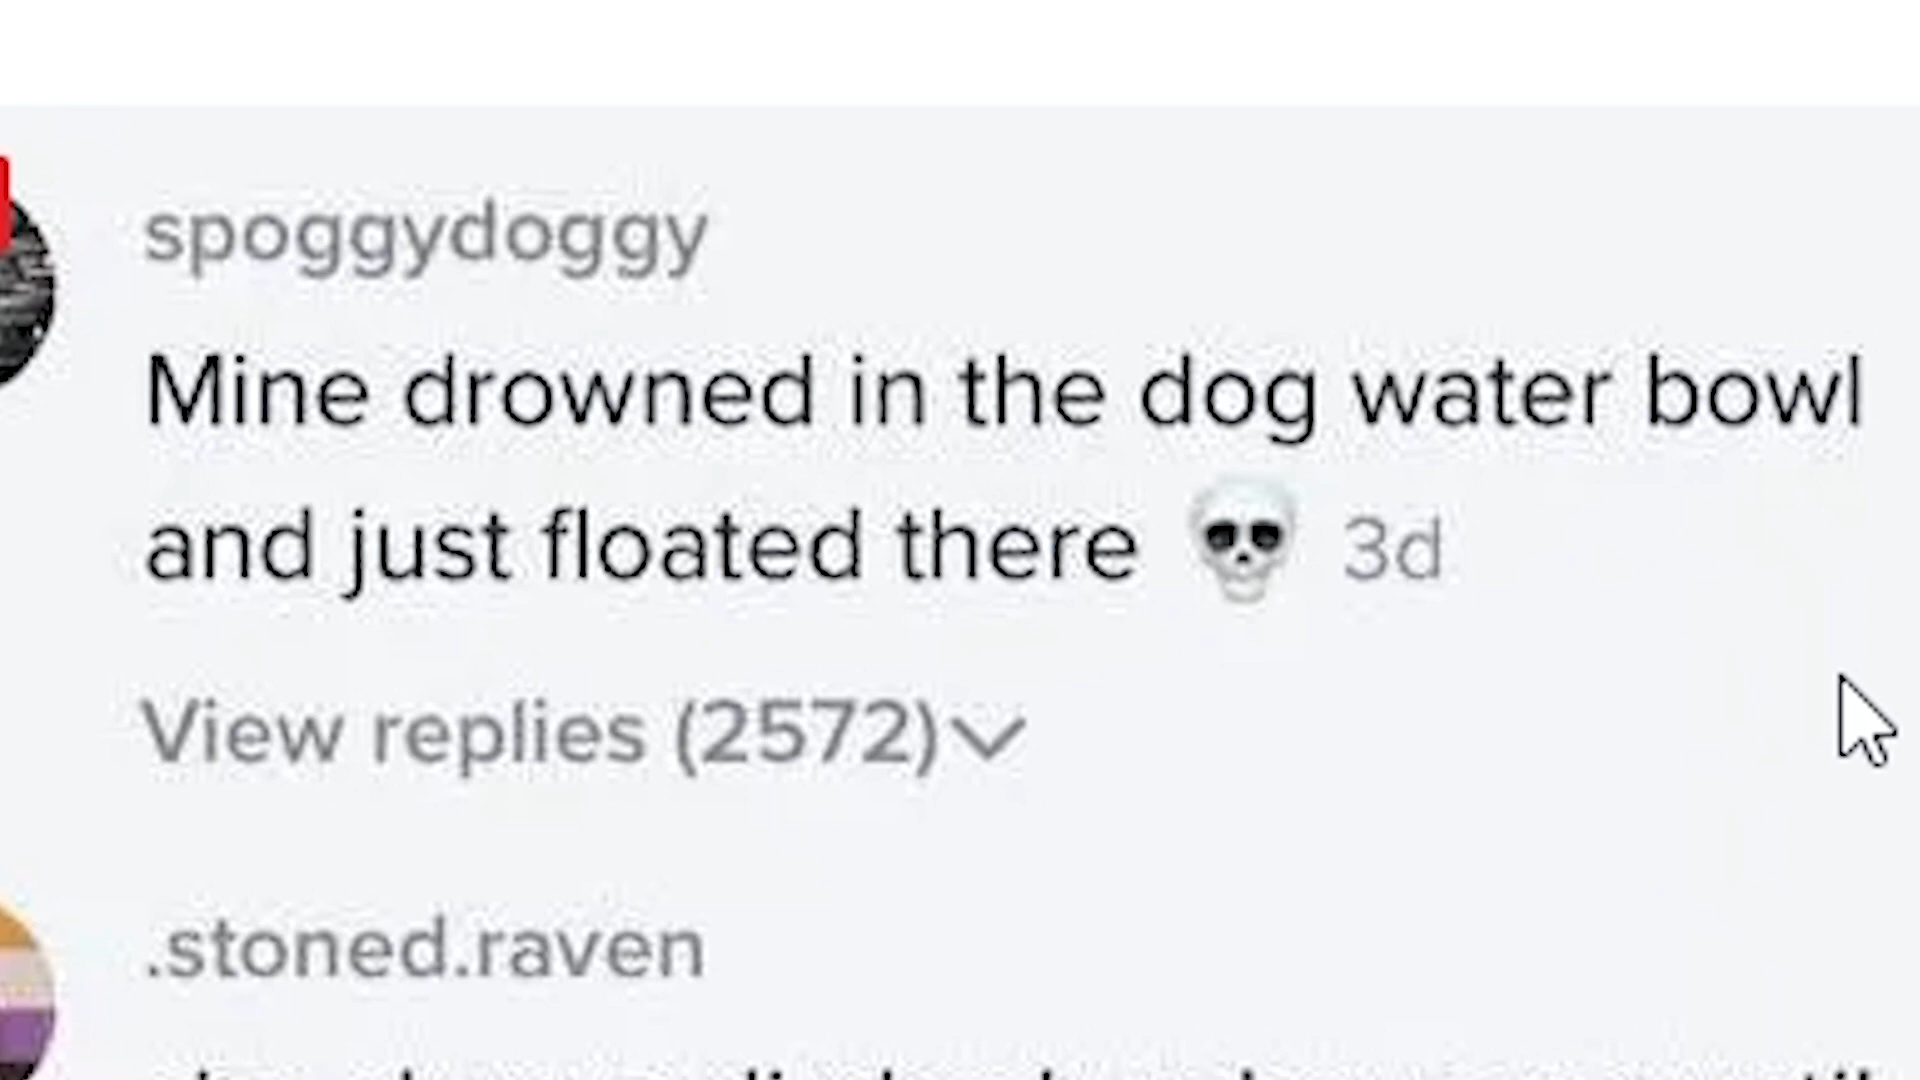 spoggydoggy
Mine drowned in the dog water bowl
and just floated there 💀 3d
View replies (2572)
.stoned.raven